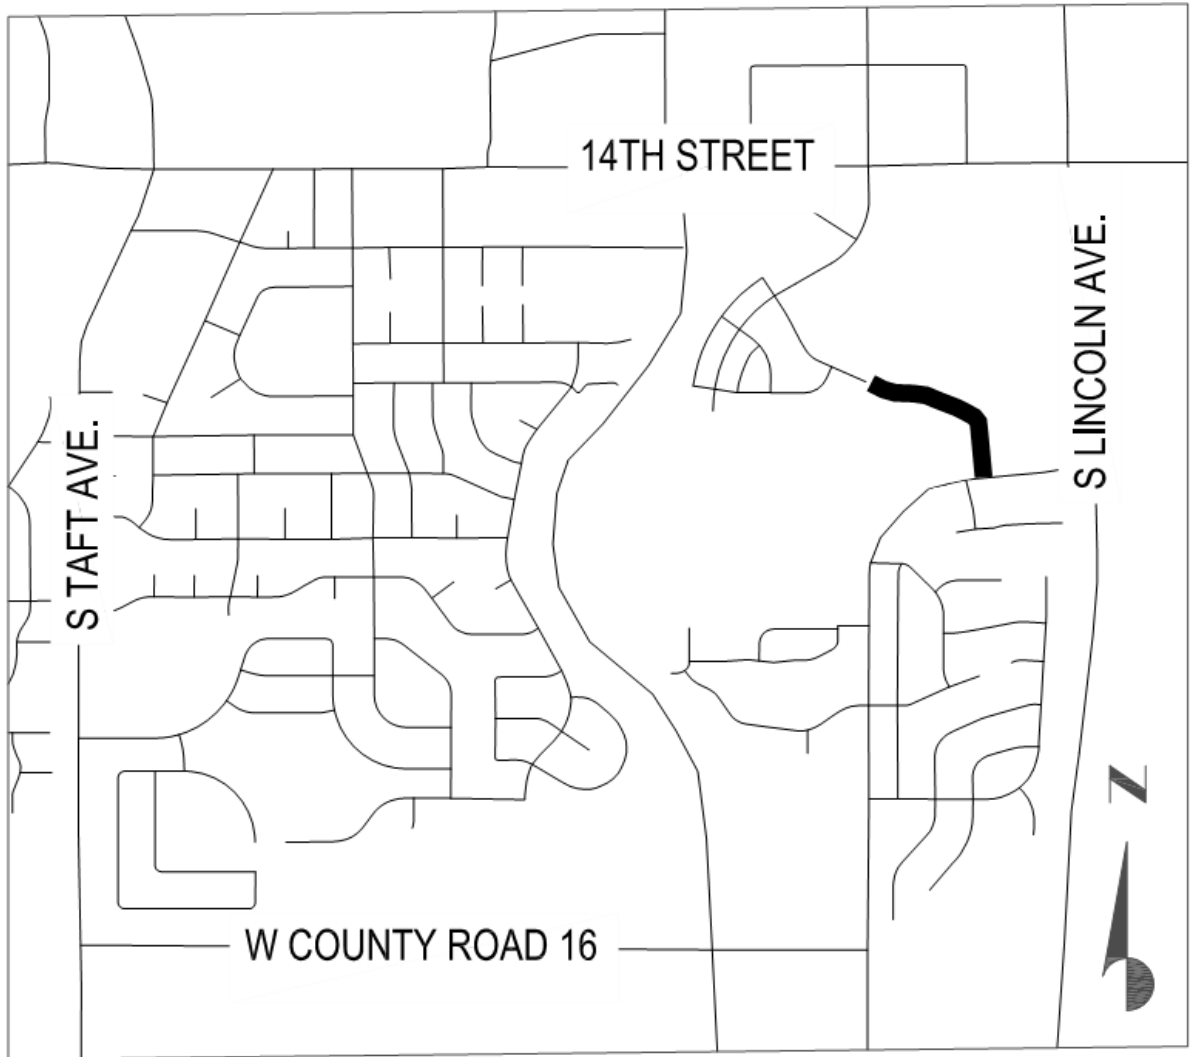 14TH STREET
S LINCOLN AVE.
S TAFT AVE.
W COUNTY ROAD 16
N